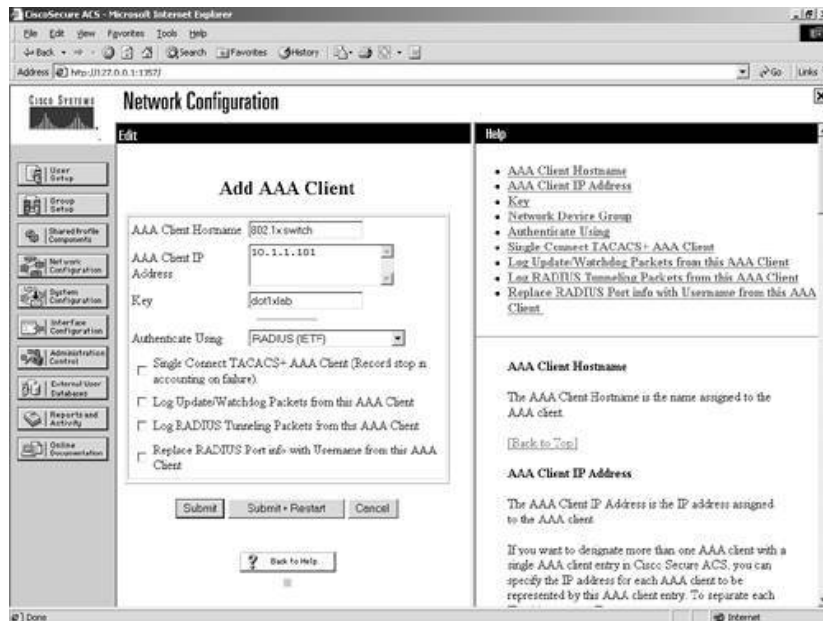 CiscoSecure ACS - Microsoft Internet Explorer
File Edit View Favorites Tools Help
Back
Search Favorites History
Address http://127.0.0.1:1357/
Go Links
CISCO SYSTEMS
Network Configuration
Edit
User Setup
Group Setup
Shared Profile Components
Network Configuration
System Configuration
Interface Configuration
Administration Control
External User Databases
Reports and Activity
Online Documentation
Add AAA Client
AAA Client Hostname 802.1x switch
AAA Client IP Address 10.1.1.101
Key dot1xlab
Authenticate Using RADIUS (IETF)
Single Connect TACACS+ AAA Client (Record stop in accounting on failure).
Log Update/Watchdog Packets from this AAA Client
Log RADIUS Tunneling Packets from this AAA Client
Replace RADIUS Port info with Username from this AAA Client
Submit Submit + Restart Cancel
? Back to Help
Help
AAA Client Hostname
AAA Client IP Address
Key
Network Device Group
Authenticate Using
Single Connect TACACS+ AAA Client
Log Update/Watchdog Packets from this AAA Client
Log RADIUS Tunneling Packets from this AAA Client
Replace RADIUS Port info with Username from this AAA
Client
AAA Client Hostname
The AAA Client Hostname is the name assigned to the
AAA client.
[Back to Top]
AAA Client IP Address
The AAA Client IP Address is the IP address assigned
to the AAA client.
If you want to designate more than one AAA client with a
single AAA client entry in Cisco Secure ACS, you can
specify the IP address for each AAA client to be
represented by this AAA client entry. To separate each
Done Internet